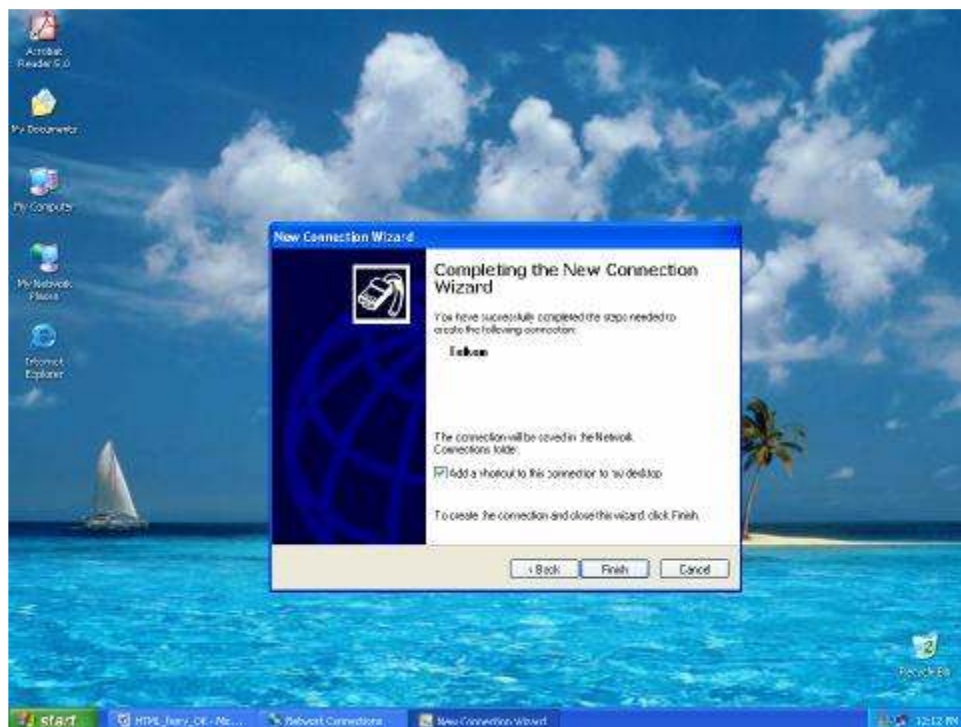 Acrobat
Reader 5.0
My Documents
My Computer
My Network
Places
Internet
Explorer
New Connection Wizard
Completing the New Connection
Wizard
You have successfully completed the steps needed to
create the following connection:
The connection will be saved in the Network
Connections folder.
Add a shortcut to this connection to my desktop
To create the connection and close this wizard, click Finish.
< Back
Finish
Cancel
Recycle Bin
start
Network Connections
New Connection Wizard